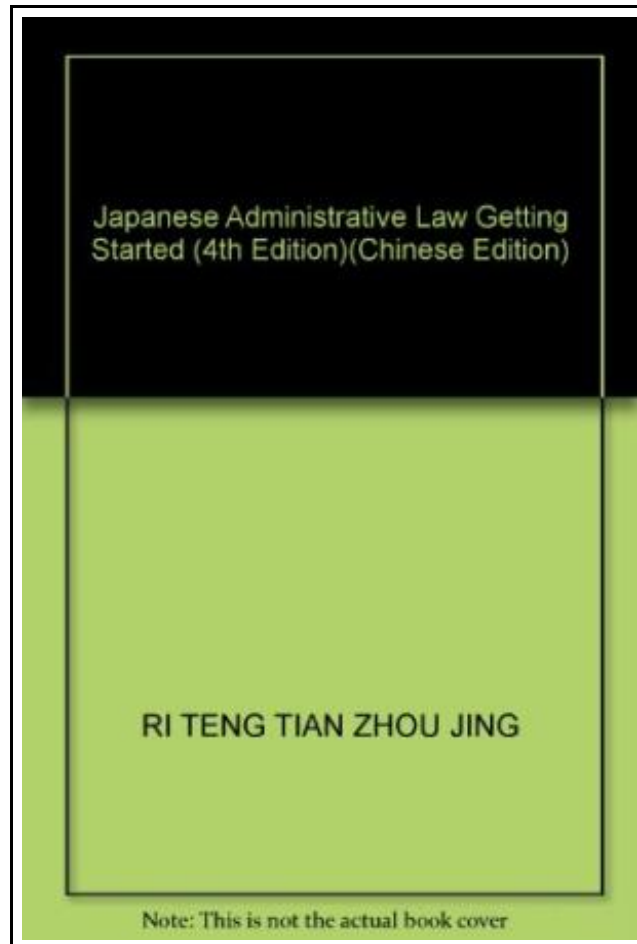 Japanese Administrative Law Getting
Started (4th Edition)(Chinese Edition)
RI TENG TIAN ZHOU JING
Note: This is not the actual book cover